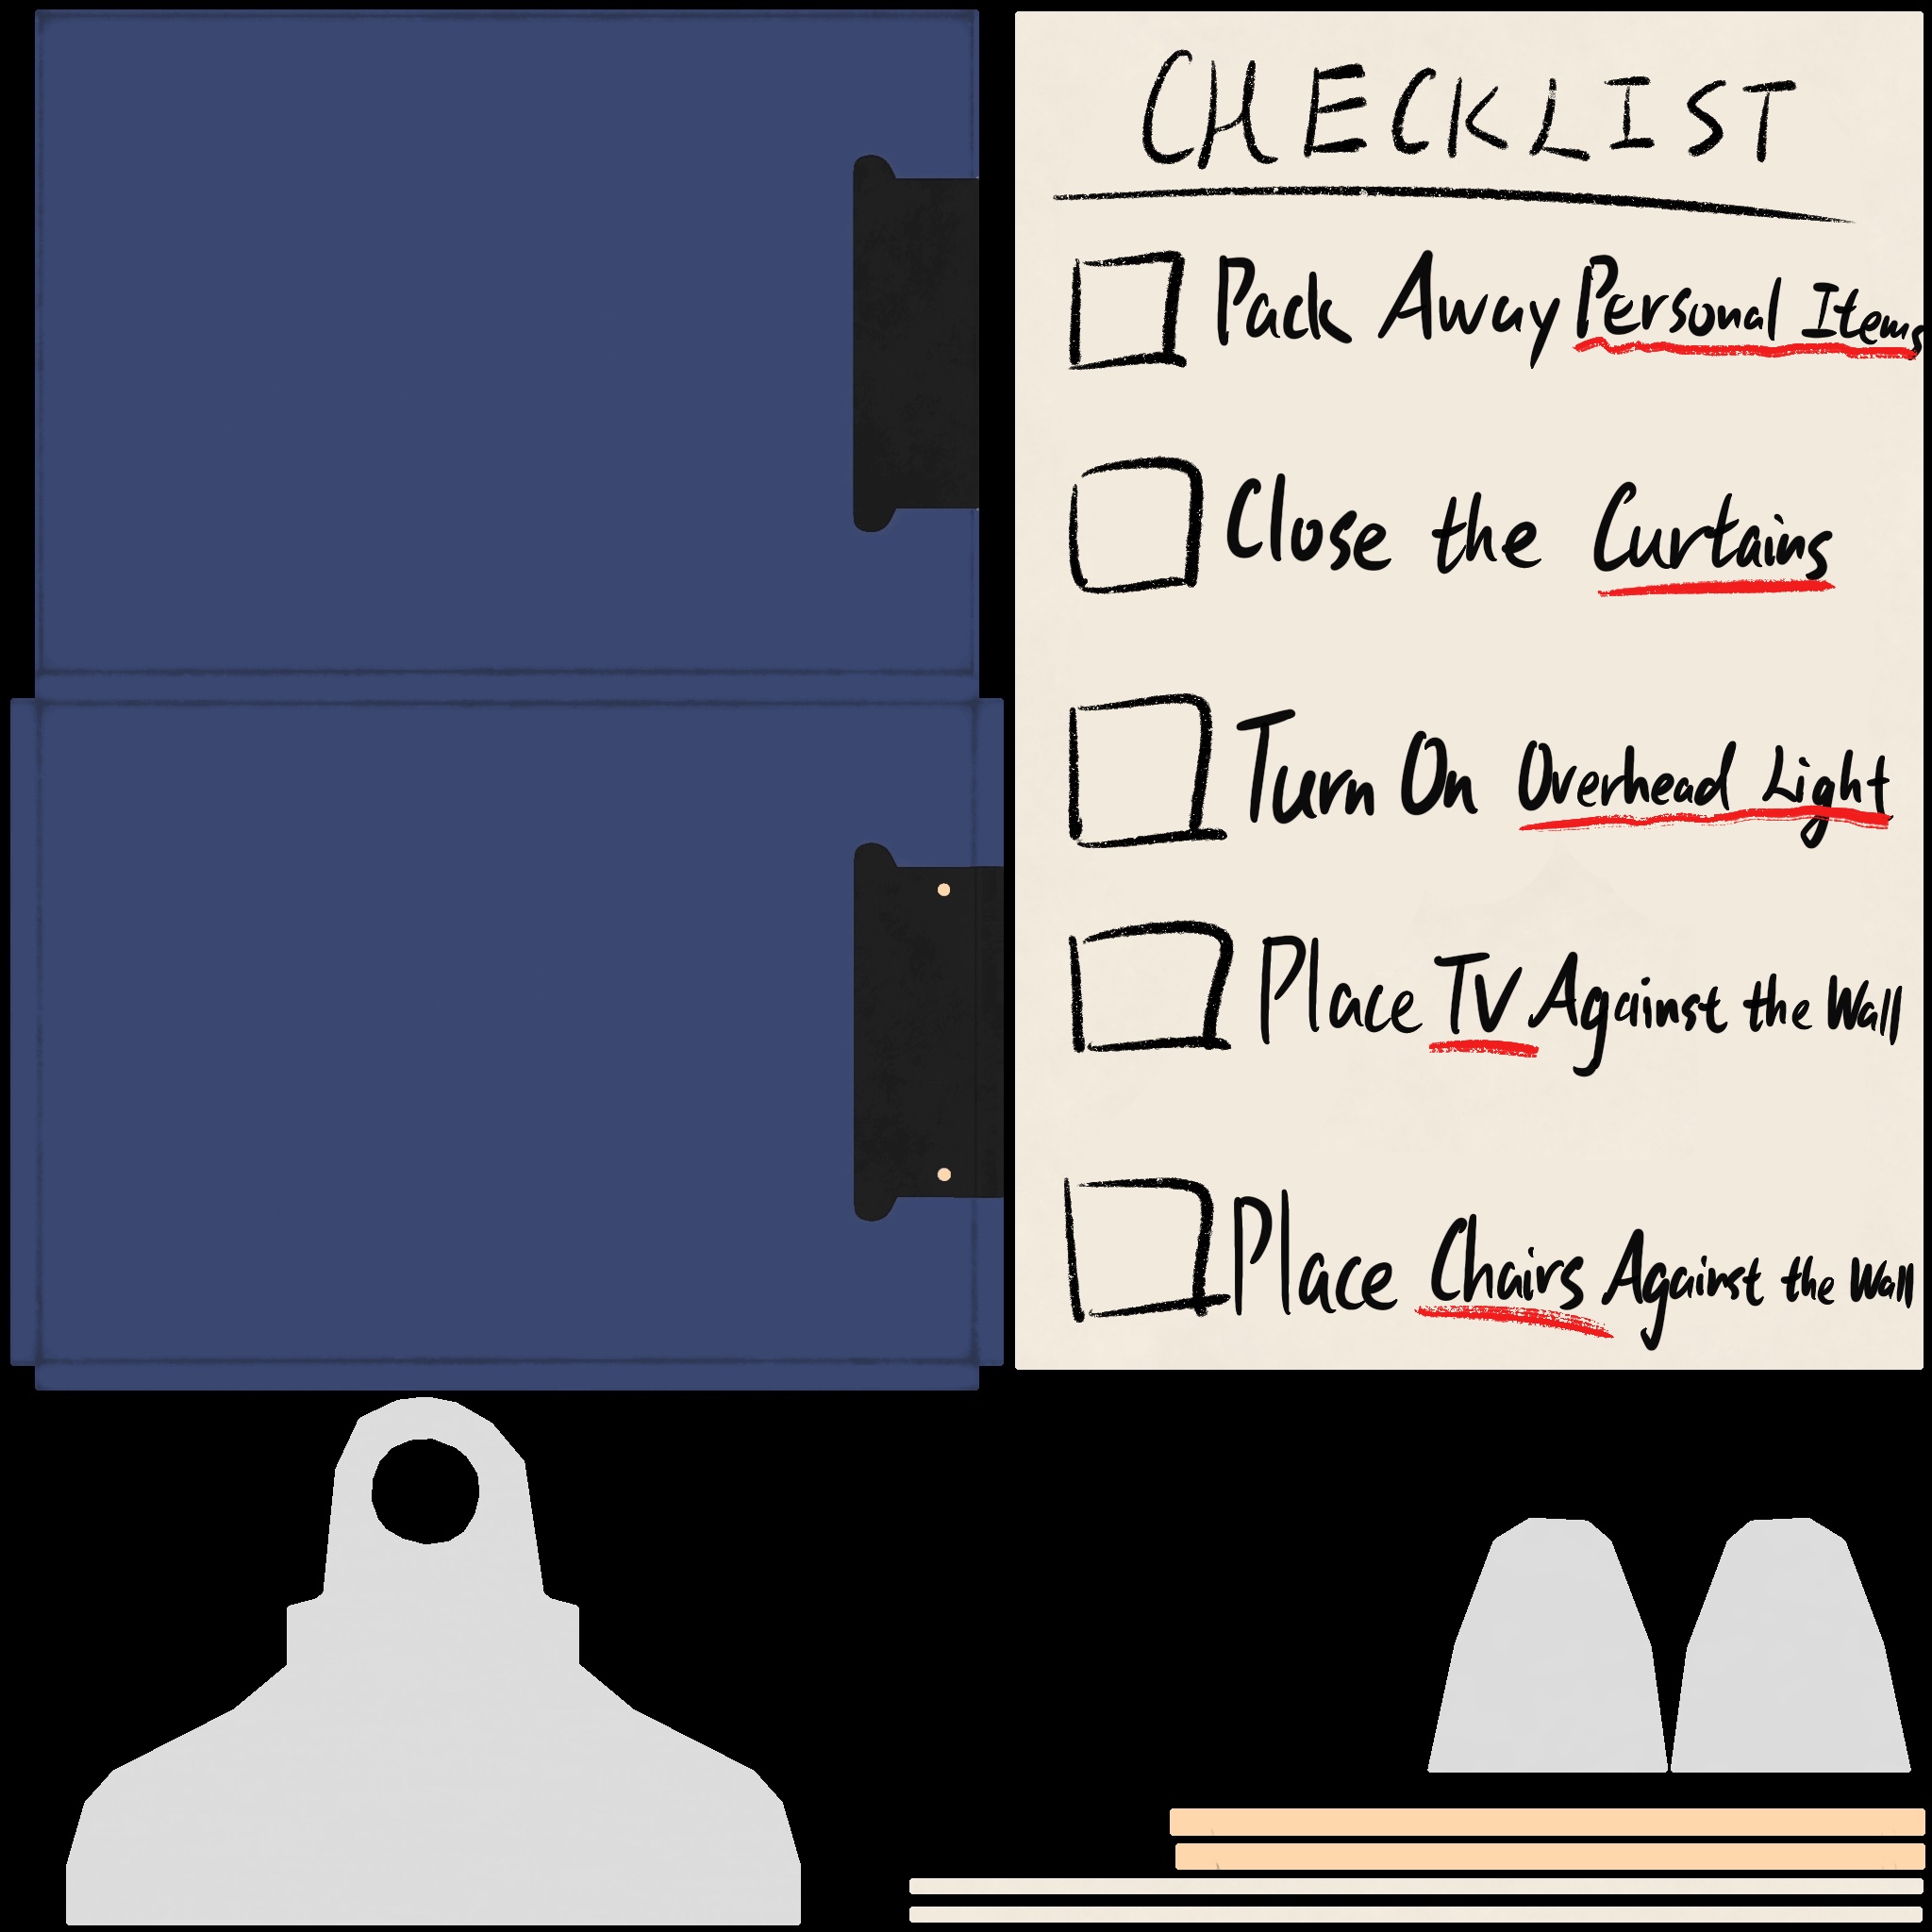 CHECKLIST
Pack Away Personal Items
Close the Curtains
Turn On Overhead Light
Place TV Against the Wall
Place Chairs Against the Wall